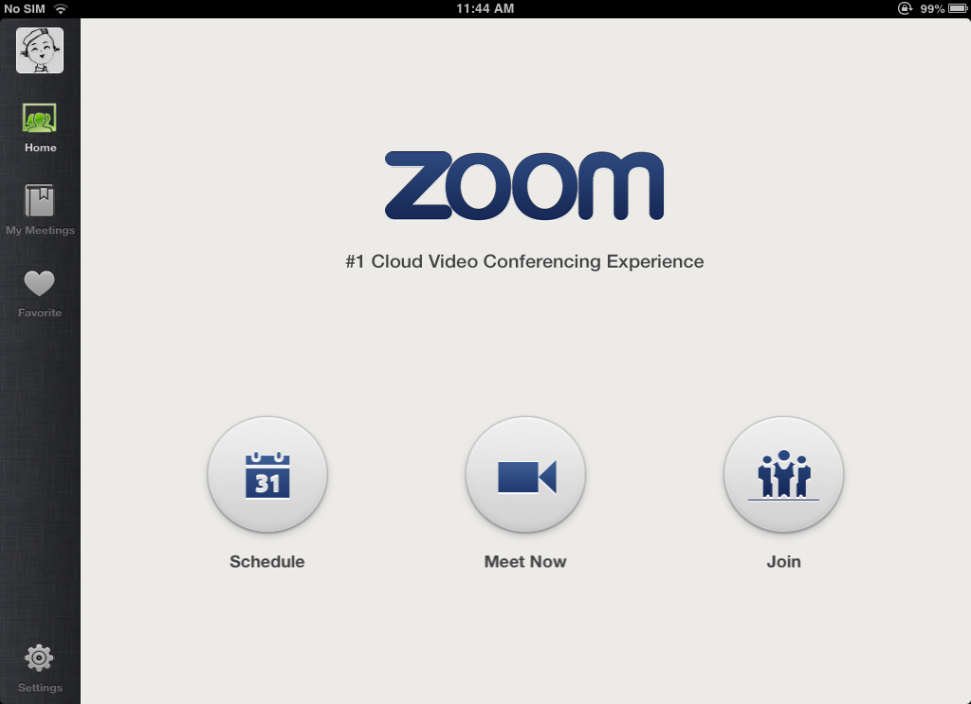 No SIM 11:44 AM 99%
Home
My Meetings
Favorite
Settings
zoom
#1 Cloud Video Conferencing Experience
31
Schedule
Meet Now
Join